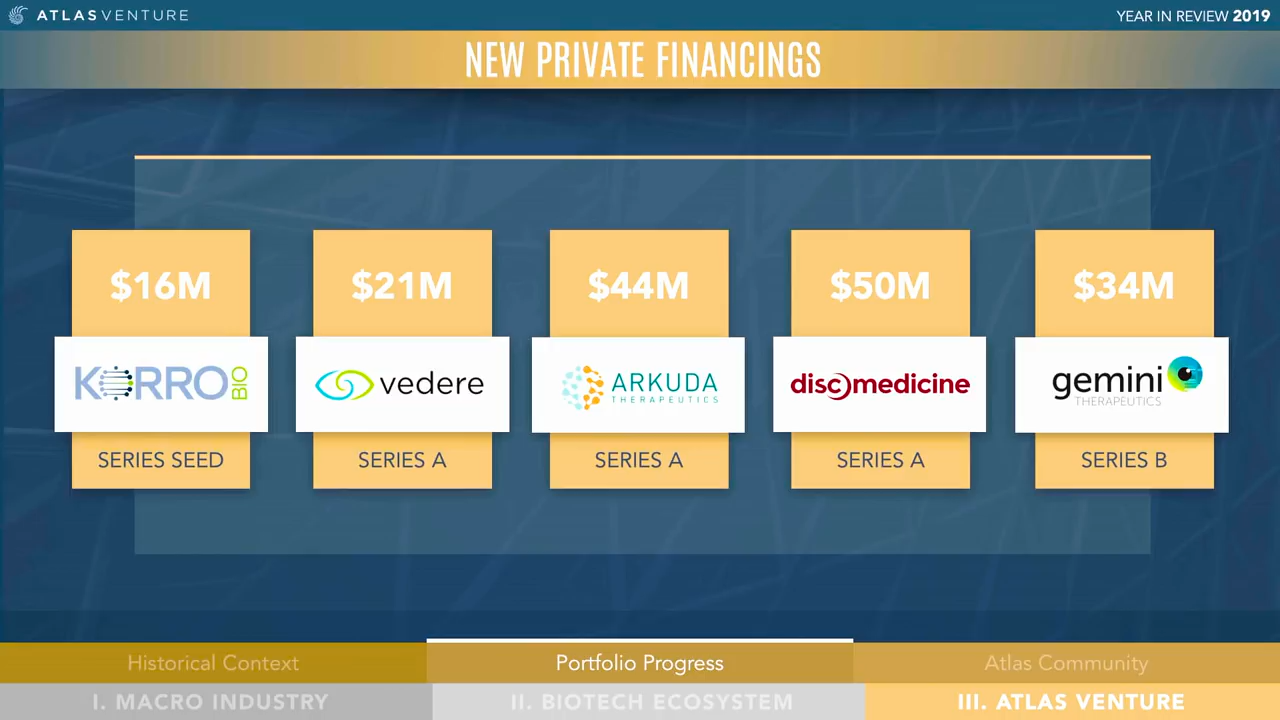 ATLAS VENTURE
YEAR IN REVIEW 2019
NEW PRIVATE FINANCINGS
$16M
KORRO BIO
SERIES SEED
$21M
vedere
SERIES A
$44M
ARKUDA
THERAPEUTICS
SERIES A
$50M
discmedicine
SERIES A
$34M
gemini
THERAPEUTICS
SERIES B
Historical Context
Portfolio Progress
Atlas Community
I. MACRO INDUSTRY
II. BIOTECH ECOSYSTEM
III. ATLAS VENTURE